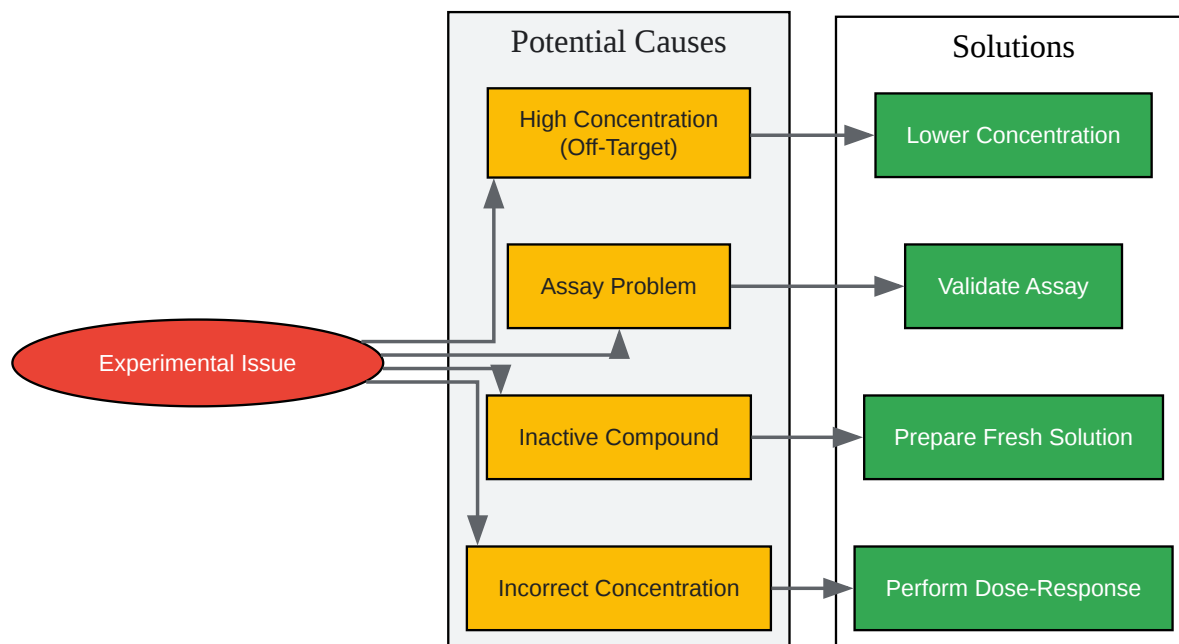 Potential Causes
Solutions
High Concentration
(Off-Target)
Lower Concentration
Assay Problem
Validate Assay
Experimental Issue
Inactive Compound
Prepare Fresh Solution
Incorrect Concentration
Perform Dose-Response